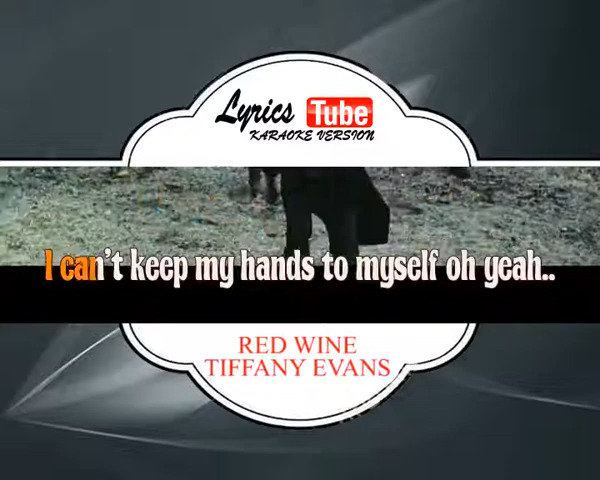 Lyrics Tube
KARAOKE VERSION
I can't keep my hands to myself oh yeah..
RED WINE
TIFFANY EVANS